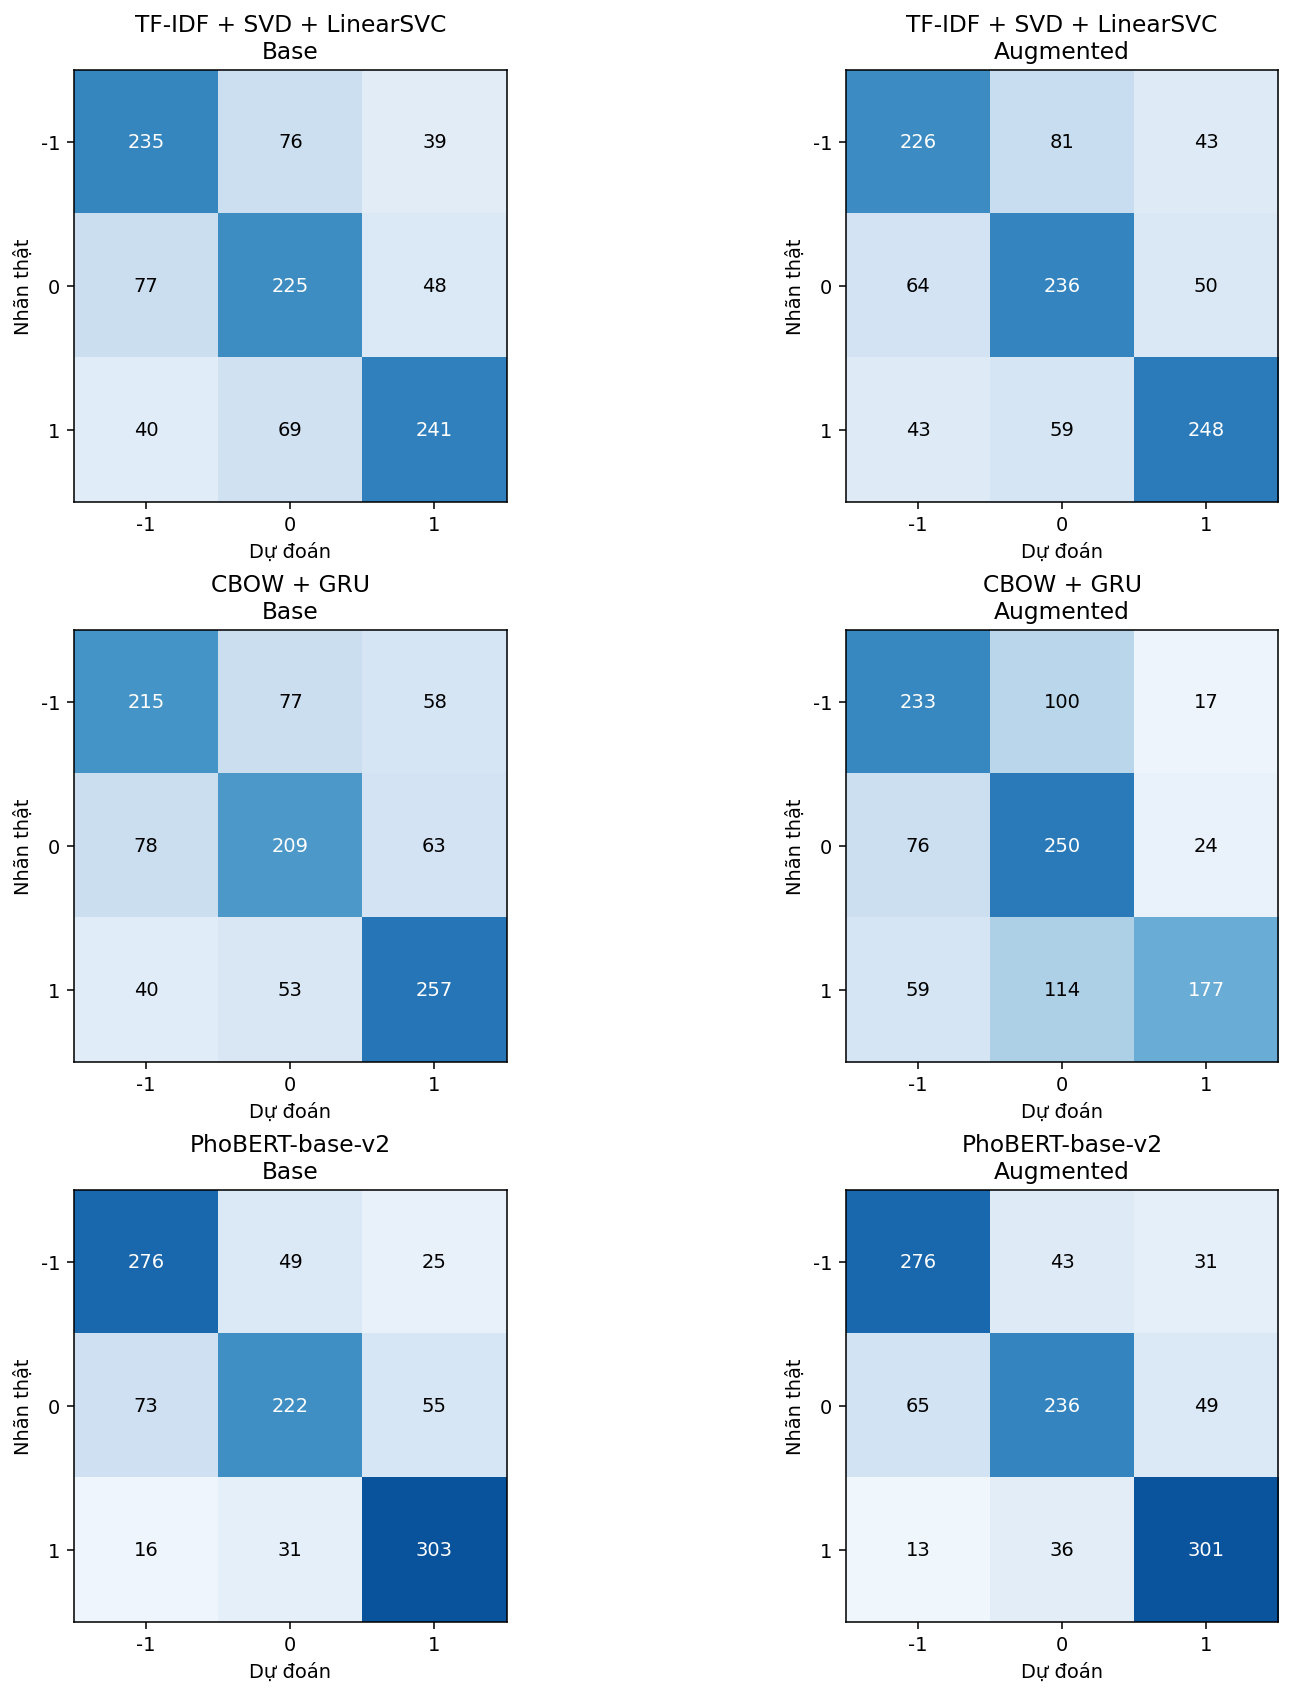 TF-IDF + SVD + LinearSVC
Base
-1 235 76 39
0 77 225 48
1 40 69 241
-1 0 1
Nhãn thật
Dự đoán
TF-IDF + SVD + LinearSVC
Augmented
-1 226 81 43
0 64 236 50
1 43 59 248
-1 0 1
Nhãn thật
Dự đoán
CBOW + GRU
Base
-1 215 77 58
0 78 209 63
1 40 53 257
-1 0 1
Nhãn thật
Dự đoán
CBOW + GRU
Augmented
-1 233 100 17
0 76 250 24
1 59 114 177
-1 0 1
Nhãn thật
Dự đoán
PhoBERT-base-v2
Base
-1 276 49 25
0 73 222 55
1 16 31 303
-1 0 1
Nhãn thật
Dự đoán
PhoBERT-base-v2
Augmented
-1 276 43 31
0 65 236 49
1 13 36 301
-1 0 1
Nhãn thật
Dự đoán